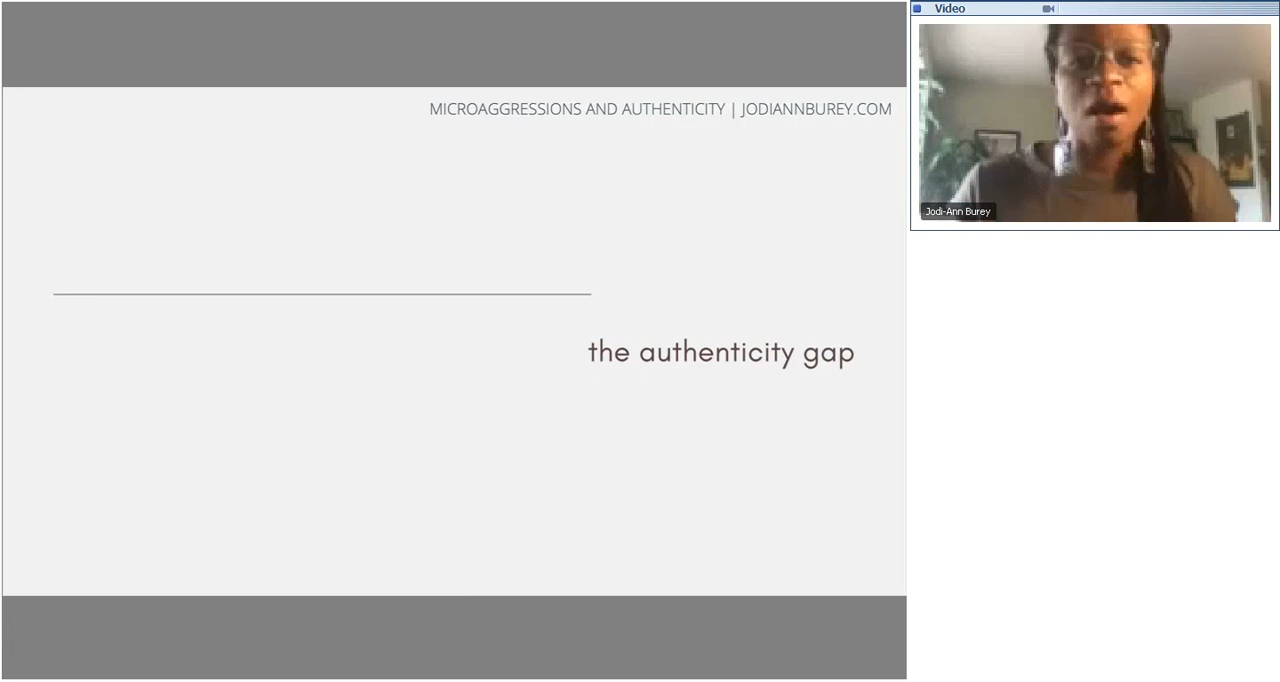 Video
MICROAGGRESSIONS AND AUTHENTICITY | JODIANNBUREY.COM
Jodi-Ann Burey
the authenticity gap